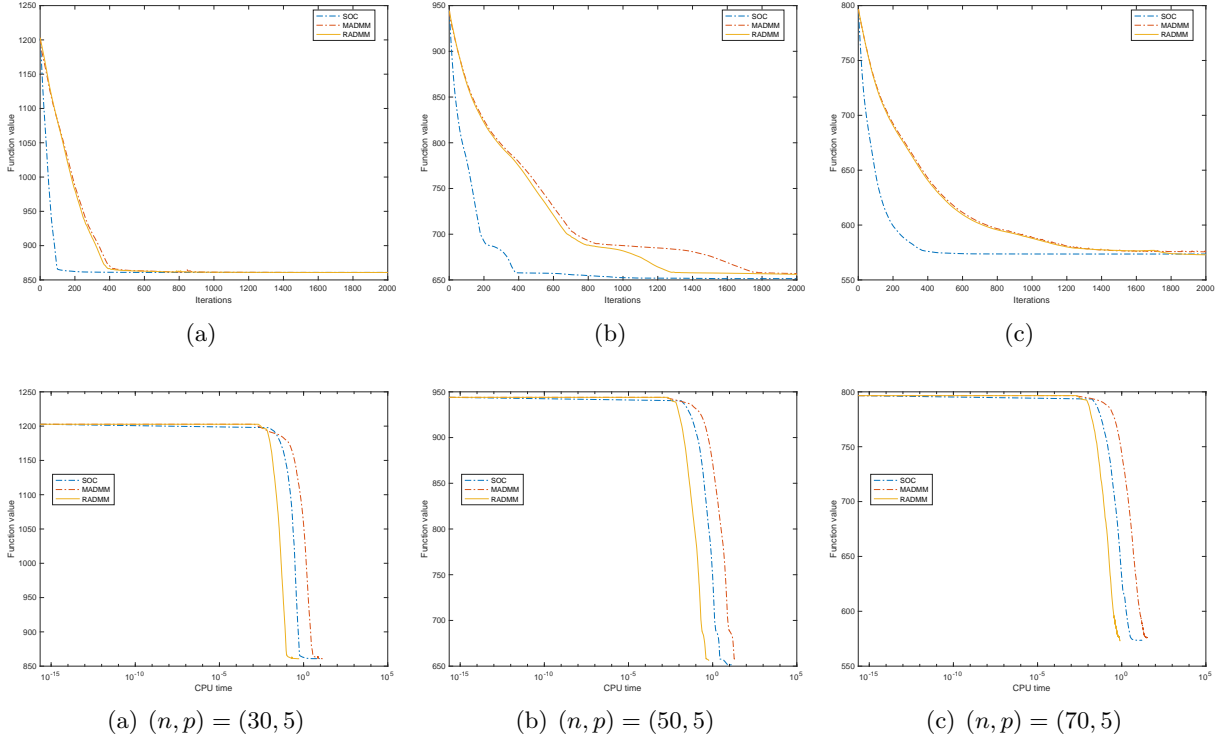 1250
1200
1150
1100
1050
1000
950
900
850
Function value
0 200 400 600 800 1000 1200 1400 1600 1800 2000
Iterations
SOC
MADMM
RADMM
(a)
950
900
850
800
750
700
650
Function value
0 200 400 600 800 1000 1200 1400 1600 1800 2000
Iterations
SOC
MADMM
RADMM
(b)
800
750
700
650
600
550
Function value
0 200 400 600 800 1000 1200 1400 1600 1800 2000
Iterations
SOC
MADMM
RADMM
(c)
1250
1200
1150
1100
1050
1000
950
900
850
Function value
SOC
MADMM
RADMM
10^-15 10^-10 10^-5 10^0 10^5
CPU time
(a) (n, p) = (30, 5)
950
900
850
800
750
700
650
Function value
SOC
MADMM
RADMM
10^-15 10^-10 10^-5 10^0 10^5
CPU time
(b) (n, p) = (50, 5)
800
750
700
650
600
550
Function value
SOC
MADMM
RADMM
10^-15 10^-10 10^-5 10^0 10^5
CPU time
(c) (n, p) = (70, 5)